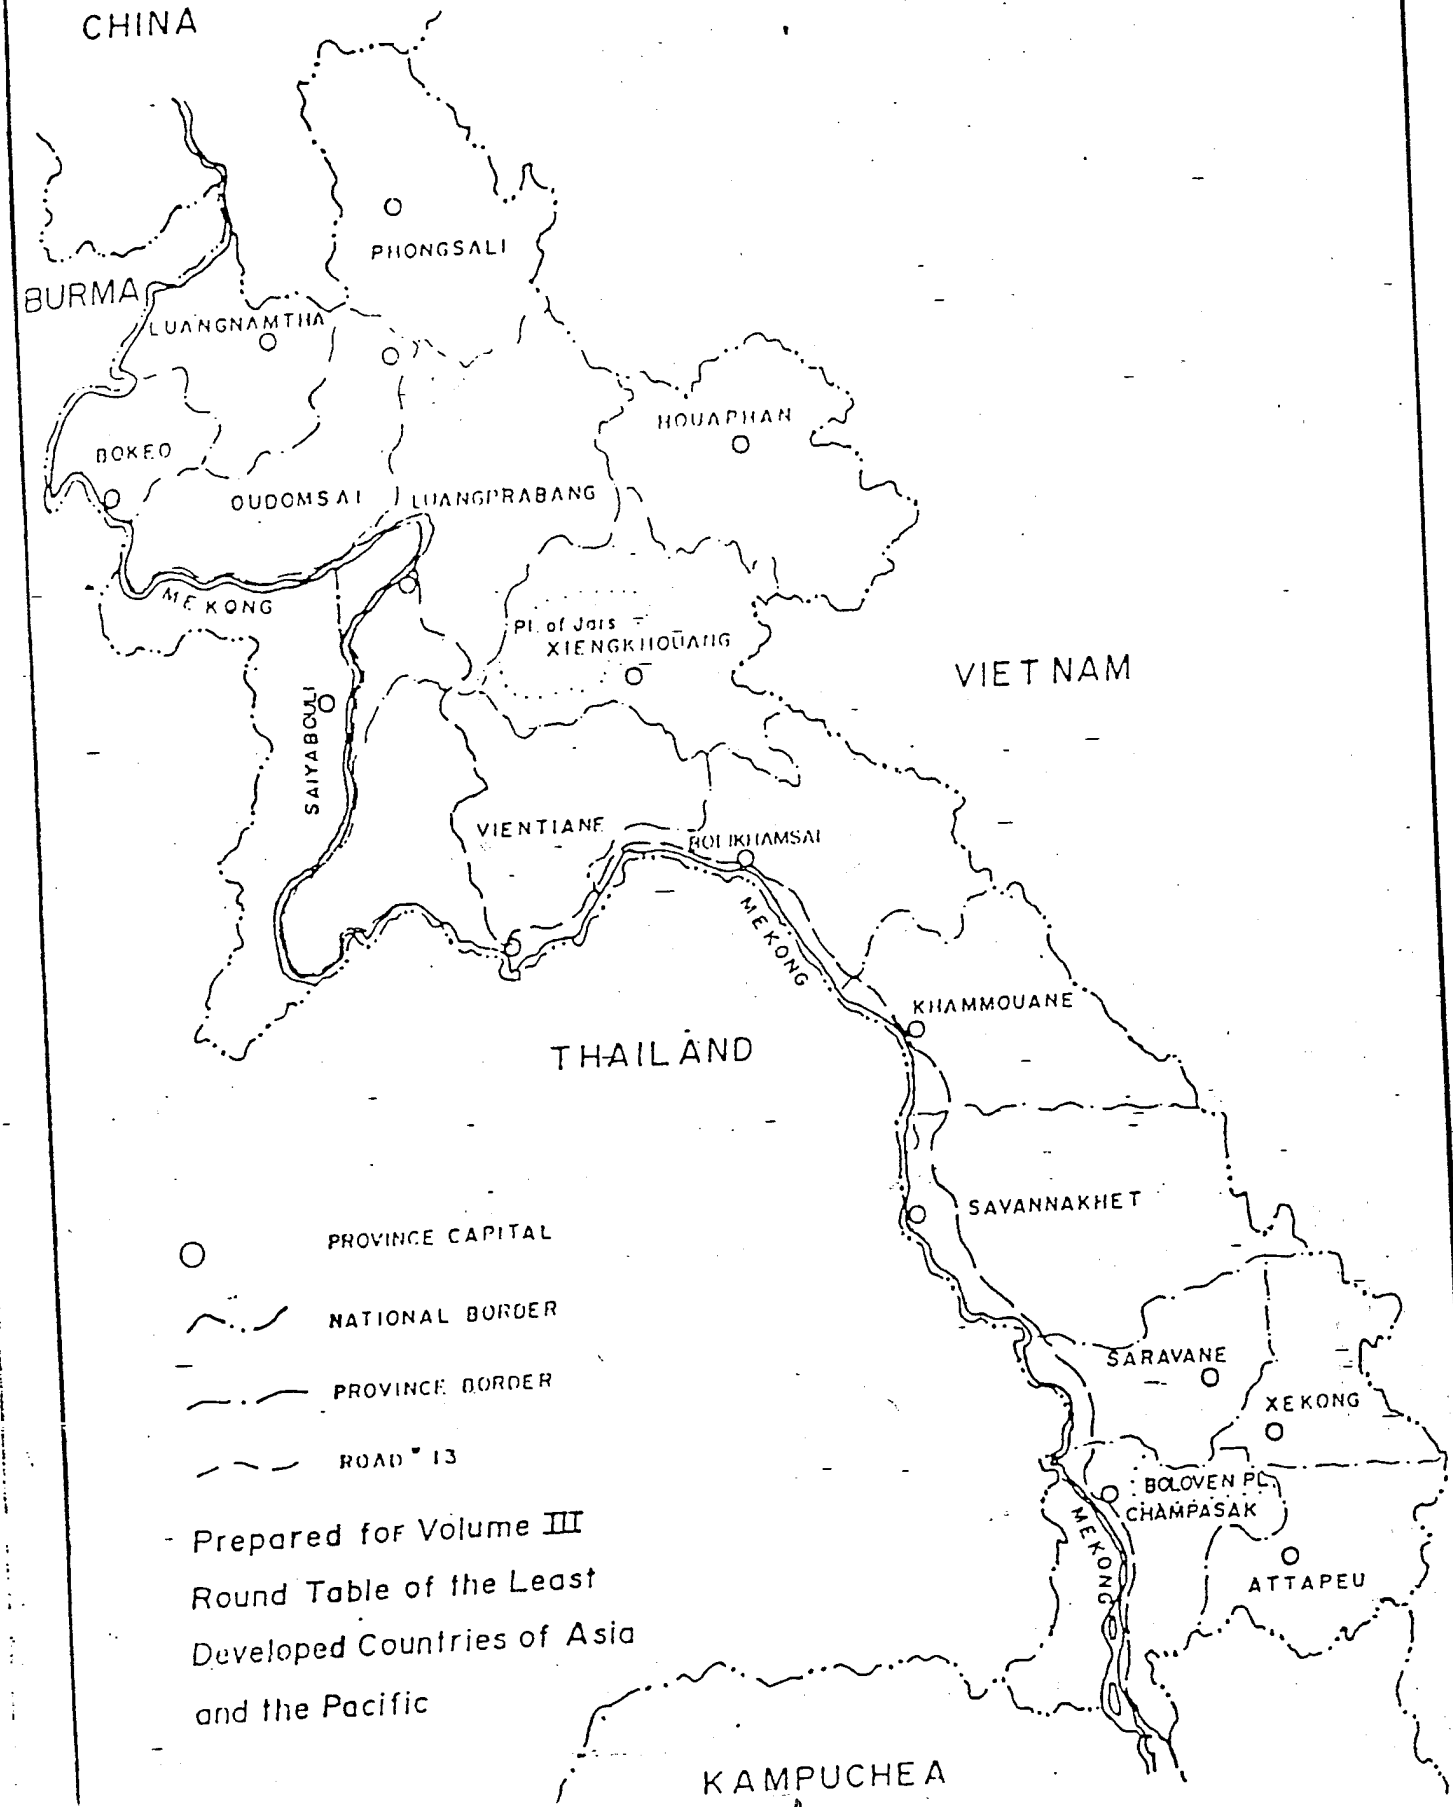 CHINA
PHONGSALI
BURMA
LUANGNAMTHA
HOUAPHAN
BOKEO
OUDOMSAI
LUANGPRABANG
MEKONG
Pl. of Jars
XIENGKHOUANG
VIETNAM
SAIYABOULI
VIENTIANE
BOLIKHAMSAI
MEKONG
KHAMMOUANE
THAILAND
SAVANNAKHET
PROVINCE CAPITAL
NATIONAL BORDER
PROVINCE BORDER
ROAD # 13
SARAVANE
XEKONG
BOLOVEN PL.
CHAMPASAK
MEKONG
ATTAPEU
Prepared for Volume III
Round Table of the Least
Developed Countries of Asia
and the Pacific
KAMPUCHEA